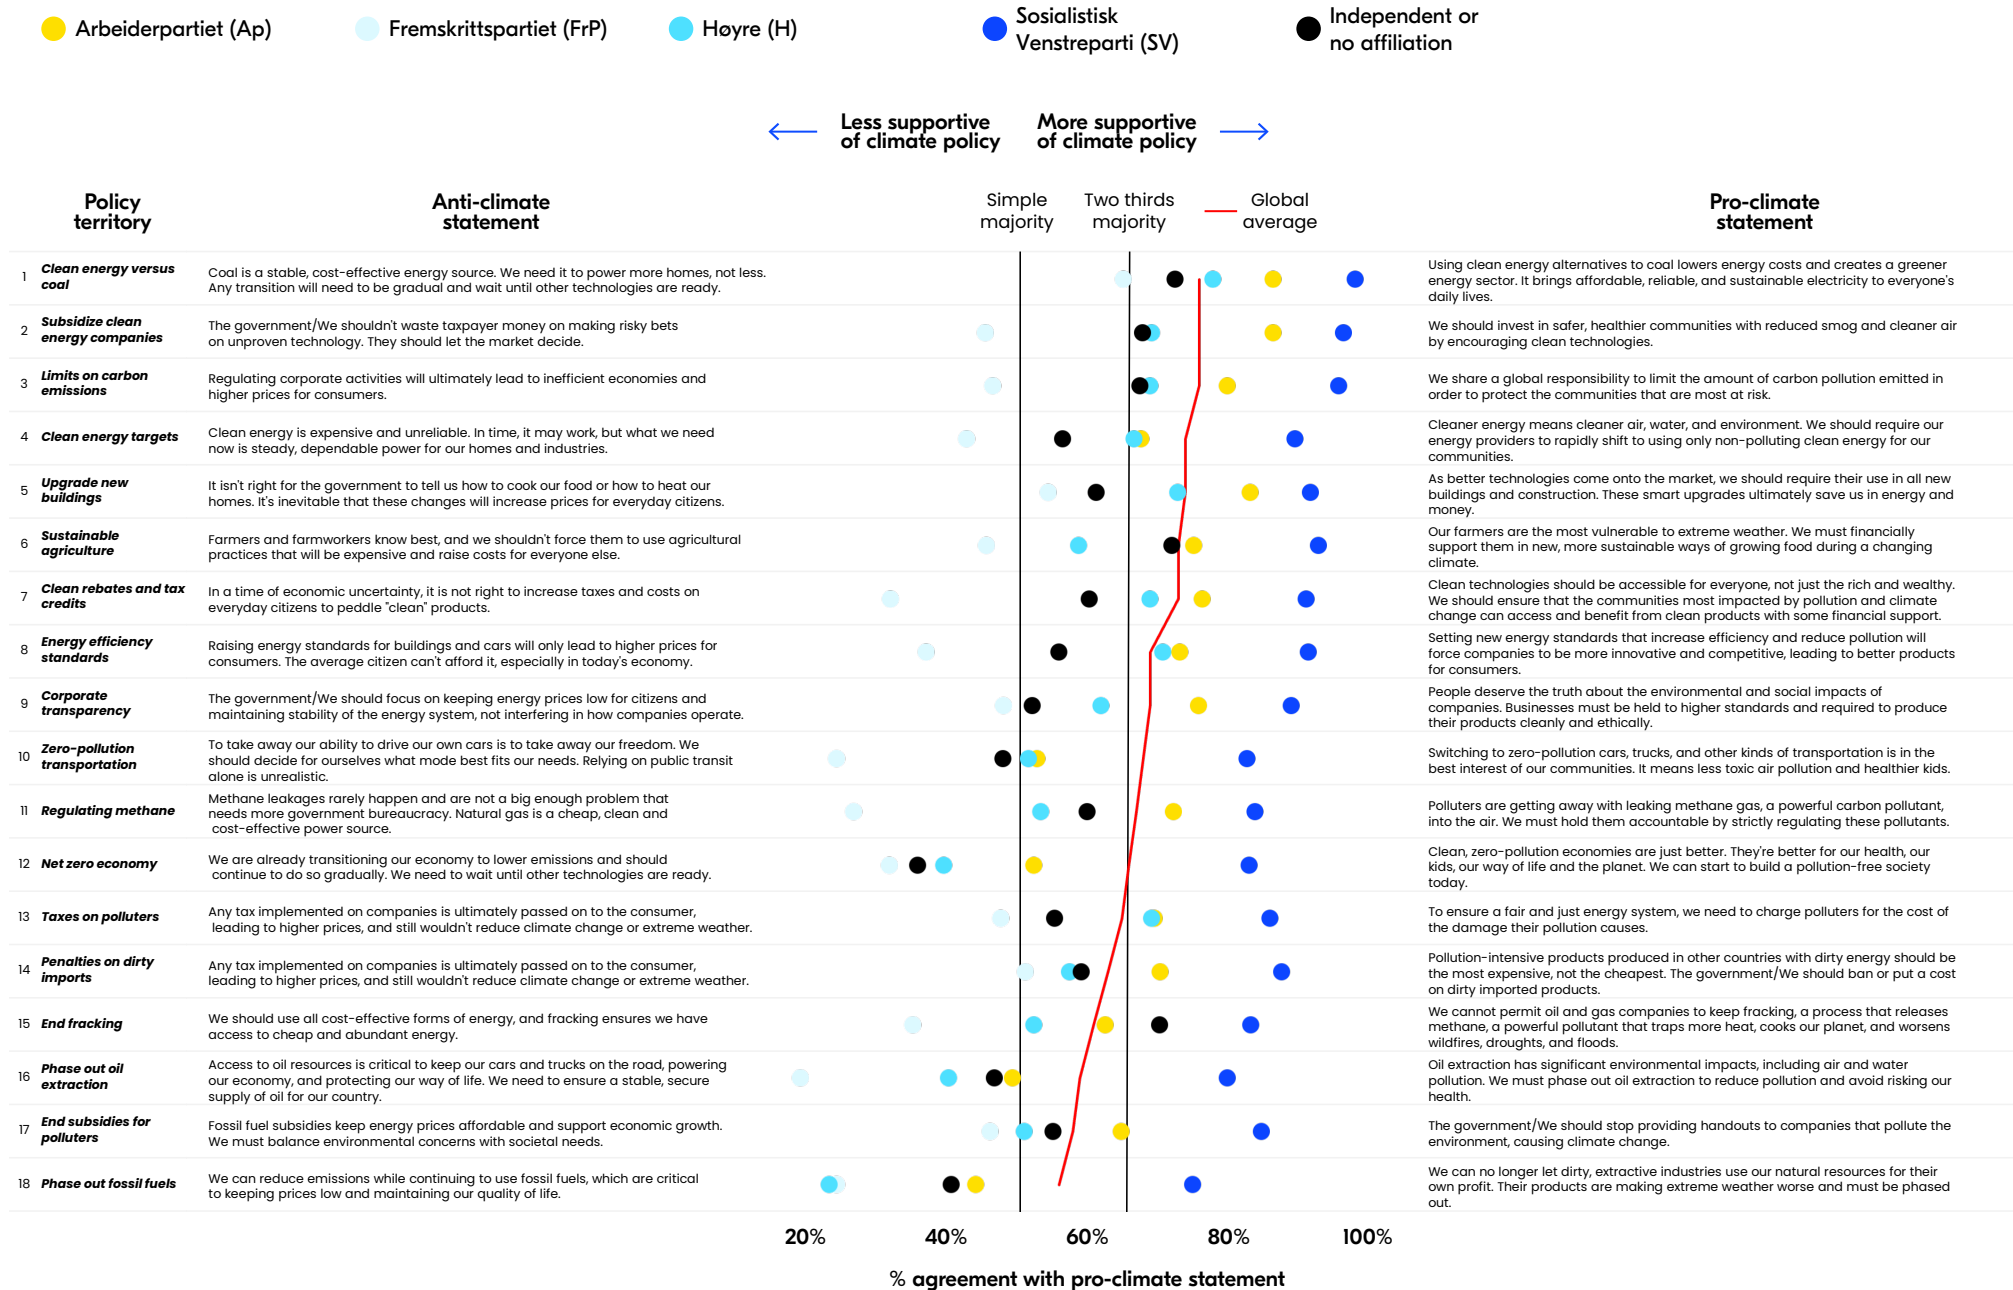 Arbeiderpartiet (Ap)
Fremskrittspartiet (FrP)
Høyre (H)
Sosialistisk
Venstreparti (SV)
Independent or
no affiliation
Less supportive
of climate policy
More supportive
of climate policy
Policy
territory
Anti-climate
statement
Simple
majority
Two thirds
majority
Global
average
Pro-climate
statement
1
Clean energy versus
coal
Coal is a stable, cost-effective energy source. We need it to power more homes, not less.
Any transition will need to be gradual and wait until other technologies are ready.
Using clean energy alternatives to coal lowers energy costs and creates a greener
energy sector. It brings affordable, reliable, and sustainable electricity to everyone's
daily lives.
2
Subsidize clean
energy companies
The government/We shouldn't waste taxpayer money on making risky bets
on unproven technology. They should let the market decide.
We should invest in safer, healthier communities with reduced smog and cleaner air
by encouraging clean technologies.
3
Limits on carbon
emissions
Regulating corporate activities will ultimately lead to inefficient economies and
higher prices for consumers.
We share a global responsibility to limit the amount of carbon pollution emitted in
order to protect the communities that are most at risk.
4
Clean energy targets
Clean energy is expensive and unreliable. In time, it may work, but what we need
now is steady, dependable power for our homes and industries.
Cleaner energy means cleaner air, water, and environment. We should require our
energy providers to rapidly shift to using only non-polluting clean energy for our
communities.
5
Upgrade new
buildings
It isn't right for the government to tell us how to cook our food or how to heat our
homes. It's inevitable that these changes will increase prices for everyday citizens.
As better technologies come onto the market, we should require their use in all new
buildings and construction. These smart upgrades ultimately save us in energy and
money.
6
Sustainable
agriculture
Farmers and farmworkers know best, and we shouldn't force them to use agricultural
practices that will be expensive and raise costs for everyone else.
Our farmers are the most vulnerable to extreme weather. We must financially
support them in new, more sustainable ways of growing food during a changing
climate.
7
Clean rebates and tax
credits
In a time of economic uncertainty, it is not right to increase taxes and costs on
everyday citizens to peddle "clean" products.
Clean technologies should be accessible for everyone, not just the rich and wealthy.
We should ensure that the communities most impacted by pollution and climate
change can access and benefit from clean products with some financial support.
8
Energy efficiency
standards
Raising energy standards for buildings and cars will only lead to higher prices for
consumers. The average citizen can't afford it, especially in today's economy.
Setting new energy standards that increase efficiency and reduce pollution will
force companies to be more innovative and competitive, leading to better products
for consumers.
9
Corporate
transparency
The government/We should focus on keeping energy prices low for citizens and
maintaining stability of the energy system, not interfering in how companies operate.
People deserve the truth about the environmental and social impacts of
companies. Businesses must be held to higher standards and required to produce
their products cleanly and ethically.
10
Zero-pollution
transportation
To take away our ability to drive our own cars is to take away our freedom. We
should decide for ourselves what mode best fits our needs. Relying on public transit
alone is unrealistic.
Switching to zero-pollution cars, trucks, and other kinds of transportation is in the
best interest of our communities. It means less toxic air pollution and healthier kids.
11
Regulating methane
Methane leakages rarely happen and are not a big enough problem that
needs more government bureaucracy. Natural gas is a cheap, clean and
cost-effective power source.
Polluters are getting away with leaking methane gas, a powerful carbon pollutant,
into the air. We must hold them accountable by strictly regulating these pollutants.
12
Net zero economy
We are already transitioning our economy to lower emissions and should
continue to do so gradually. We need to wait until other technologies are ready.
Clean, zero-pollution economies are just better. They're better for our health, our
kids, our way of life and the planet. We can start to build a pollution-free society
today.
13
Taxes on polluters
Any tax implemented on companies is ultimately passed on to the consumer,
leading to higher prices, and still wouldn't reduce climate change or extreme weather.
To ensure a fair and just energy system, we need to charge polluters for the cost of
the damage their pollution causes.
14
Penalties on dirty
imports
Any tax implemented on companies is ultimately passed on to the consumer,
leading to higher prices, and still wouldn't reduce climate change or extreme weather.
Pollution-intensive products produced in other countries with dirty energy should be
the most expensive, not the cheapest. The government/We should ban or put a cost
on dirty imported products.
15
End fracking
We should use all cost-effective forms of energy, and fracking ensures we have
access to cheap and abundant energy.
We cannot permit oil and gas companies to keep fracking, a process that releases
methane, a powerful pollutant that traps more heat, cooks our planet, and worsens
wildfires, droughts, and floods.
16
Phase out oil
extraction
Access to oil resources is critical to keep our cars and trucks on the road, powering
our economy, and protecting our way of life. We need to ensure a stable, secure
supply of oil for our country.
Oil extraction has significant environmental impacts, including air and water
pollution. We must phase out oil extraction to reduce pollution and avoid risking our
health.
17
End subsidies for
polluters
Fossil fuel subsidies keep energy prices affordable and support economic growth.
We must balance environmental concerns with societal needs.
The government/We should stop providing handouts to companies that pollute the
environment, causing climate change.
18
Phase out fossil fuels
We can reduce emissions while continuing to use fossil fuels, which are critical
to keeping prices low and maintaining our quality of life.
We can no longer let dirty, extractive industries use our natural resources for their
own profit. Their products are making extreme weather worse and must be phased
out.
20%
40%
60%
80%
100%
% agreement with pro-climate statement